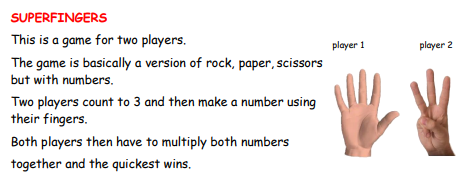 SUPERFINGERS
This is a game for two players.
The game is basically a version of rock, paper, scissors
but with numbers.
Two players count to 3 and then make a number using
their fingers.
Both players then have to multiply both numbers
together and the quickest wins.
player 1
player 2